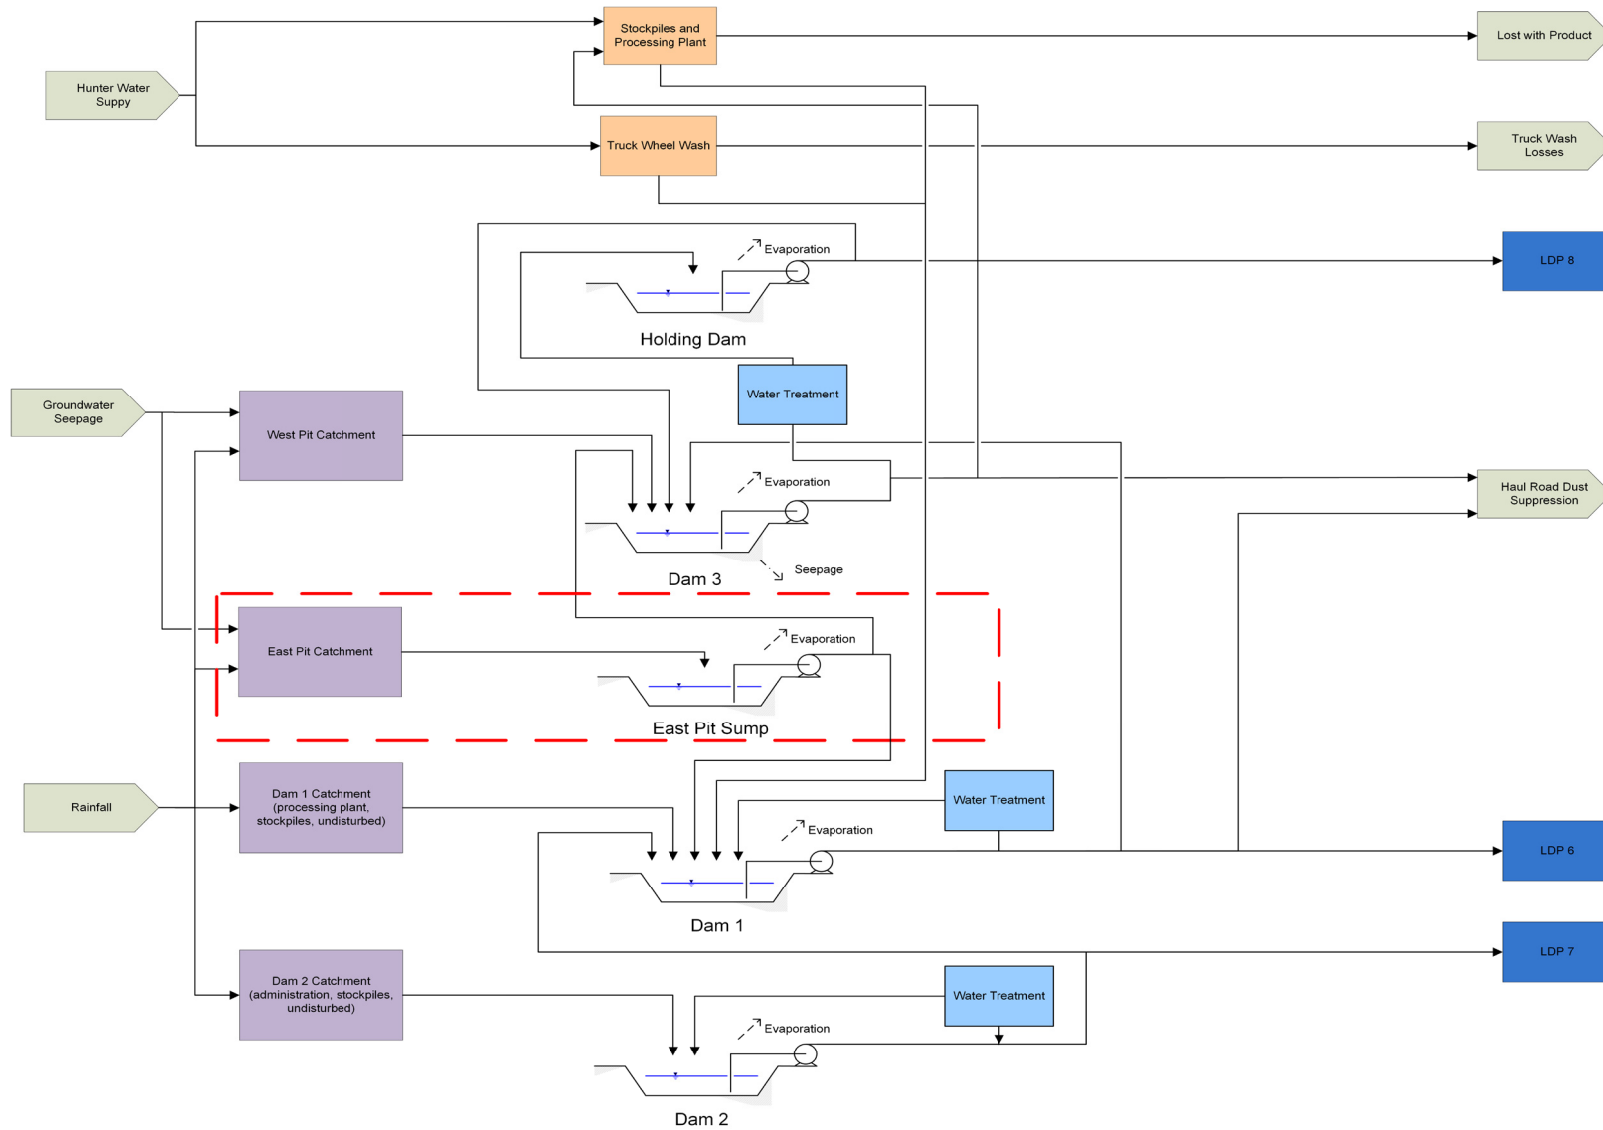 Stockpiles and
Processing Plant
Lost with Product
Hunter Water
Suppy
Truck Wheel Wash
Truck Wash
Losses
Evaporation
LDP 8
Holding Dam
Water Treatment
Groundwater
Seepage
West Pit Catchment
Evaporation
Haul Road Dust
Suppression
Seepage
Dam 3
East Pit Catchment
Evaporation
East Pit Sump
Rainfall
Dam 1 Catchment
(processing plant,
stockpiles, undisturbed)
Water Treatment
Evaporation
LDP 6
Dam 1
LDP 7
Dam 2 Catchment
(administration, stockpiles,
undisturbed)
Water Treatment
Evaporation
Dam 2